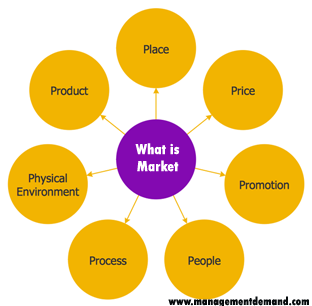 Place
Product
Price
What is
Market
Physical
Environment
Promotion
Process
People
www.managementdemand.com